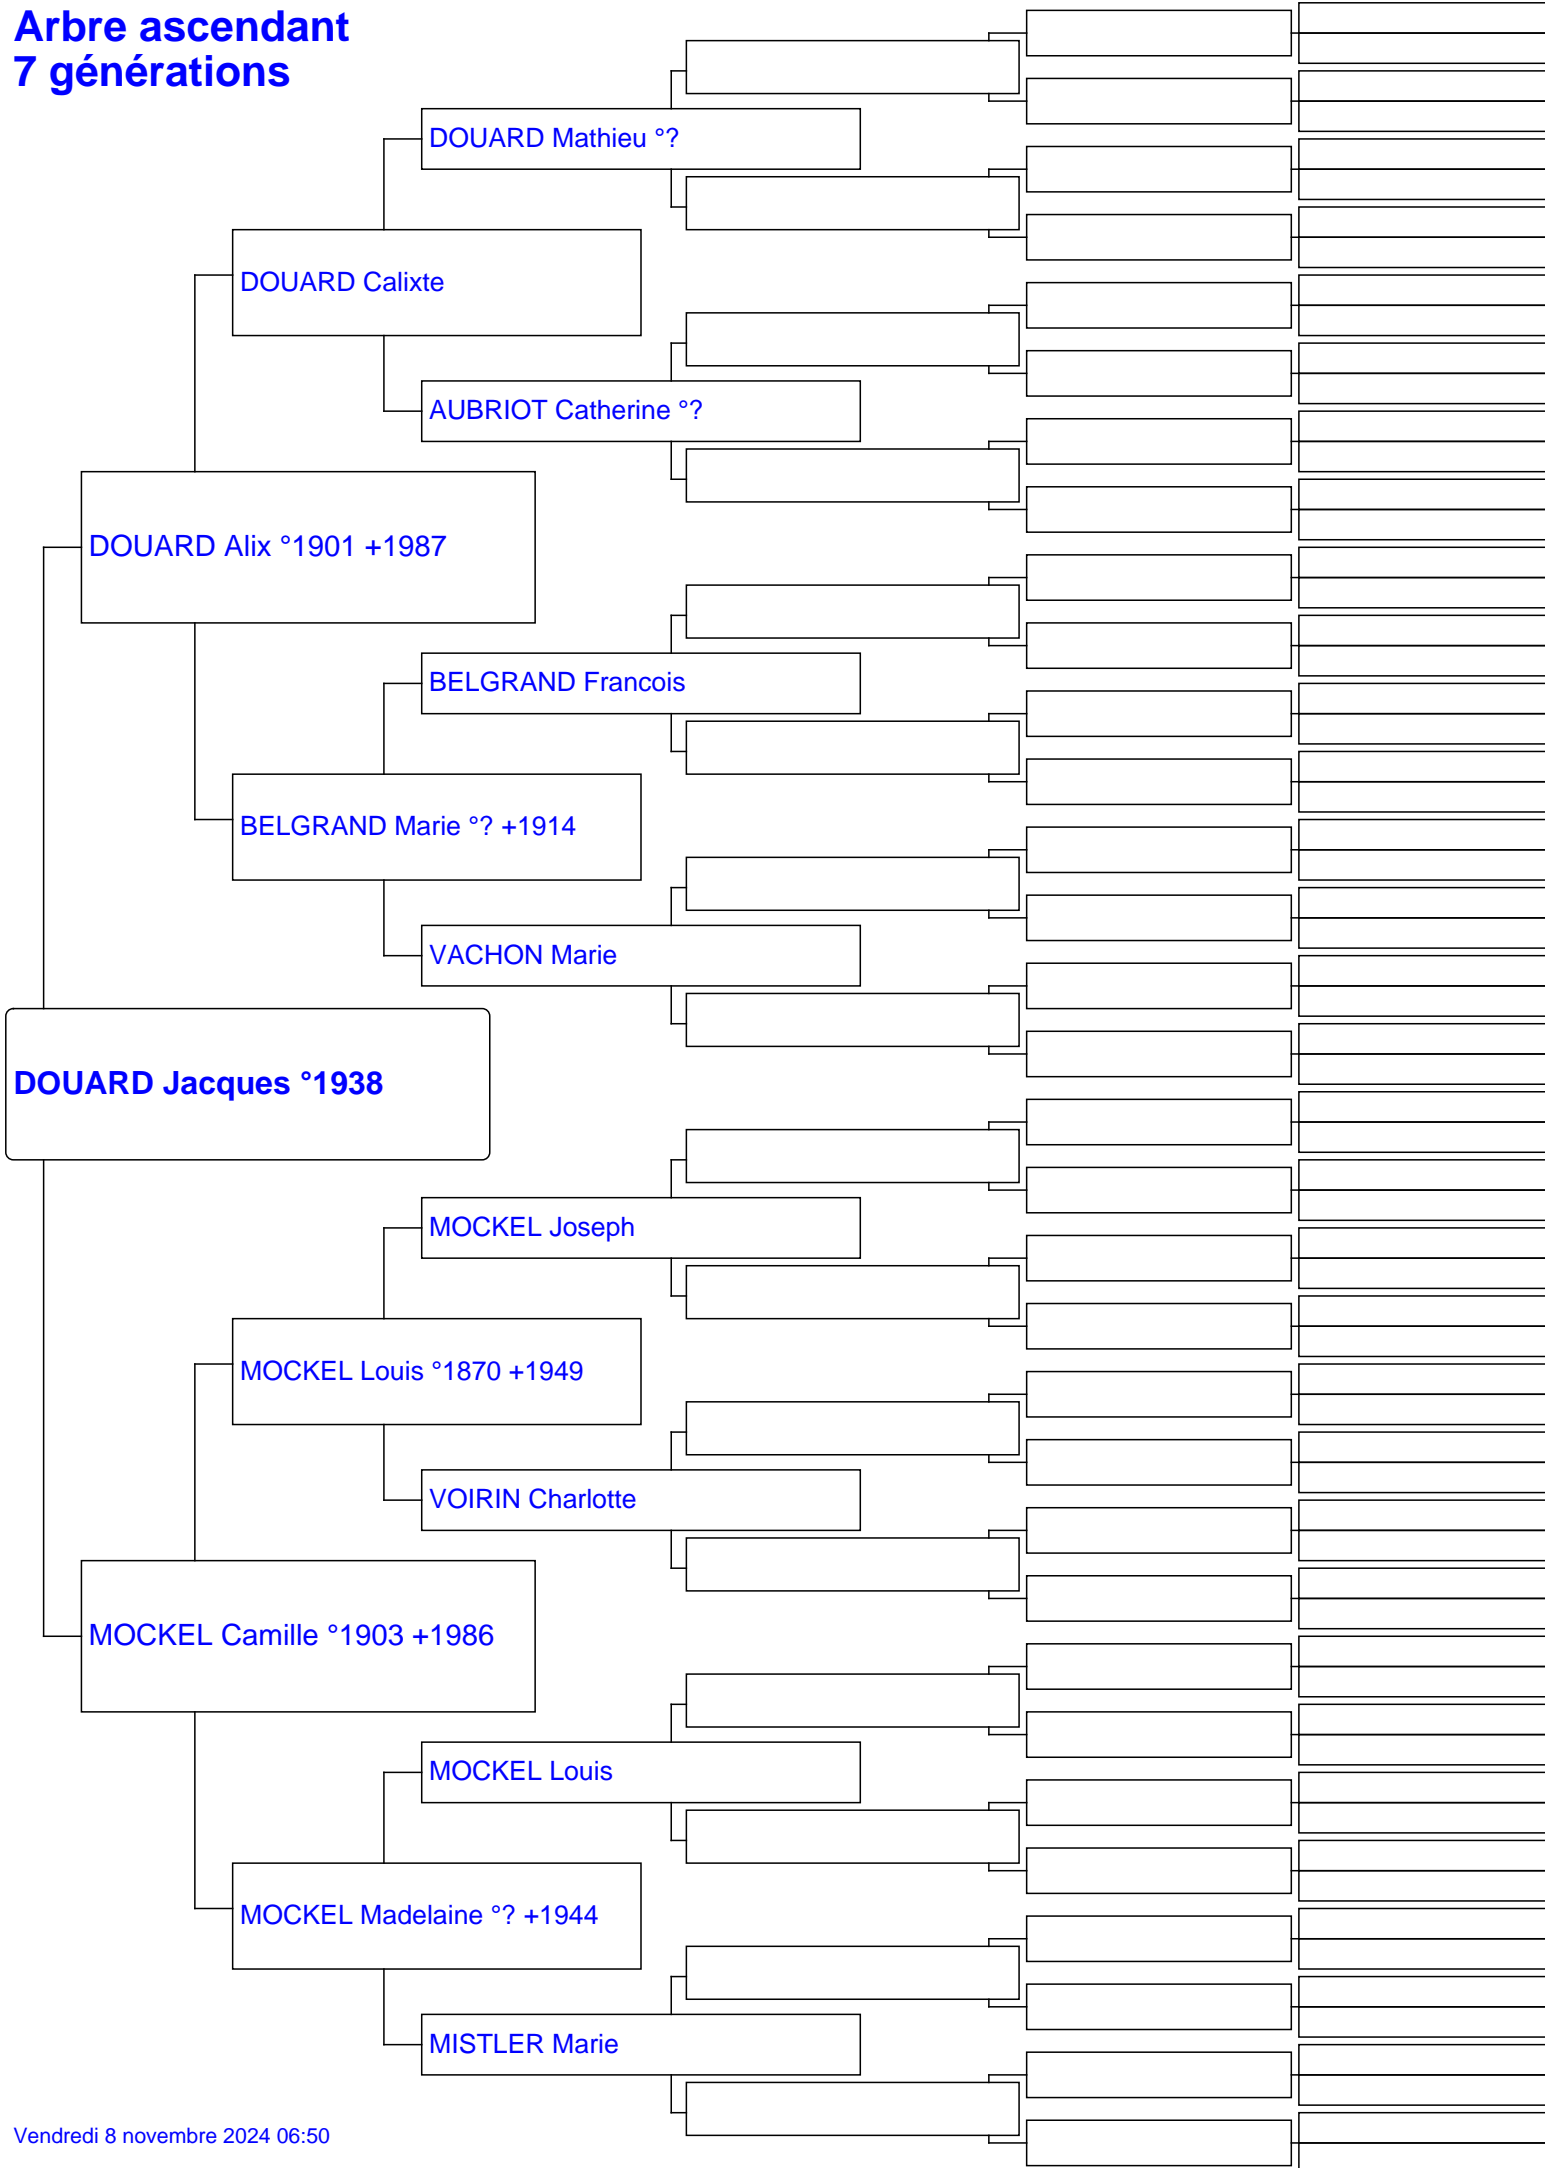 Arbre ascendant
7 générations
DOUARD Mathieu °?
DOUARD Calixte
AUBRIOT Catherine °?
DOUARD Alix °1901 +1987
BELGRAND Francois
BELGRAND Marie °? +1914
VACHON Marie
DOUARD Jacques °1938
MOCKEL Joseph
MOCKEL Louis °1870 +1949
VOIRIN Charlotte
MOCKEL Camille °1903 +1986
MOCKEL Louis
MOCKEL Madelaine °? +1944
MISTLER Marie
Vendredi 8 novembre 2024 06:50